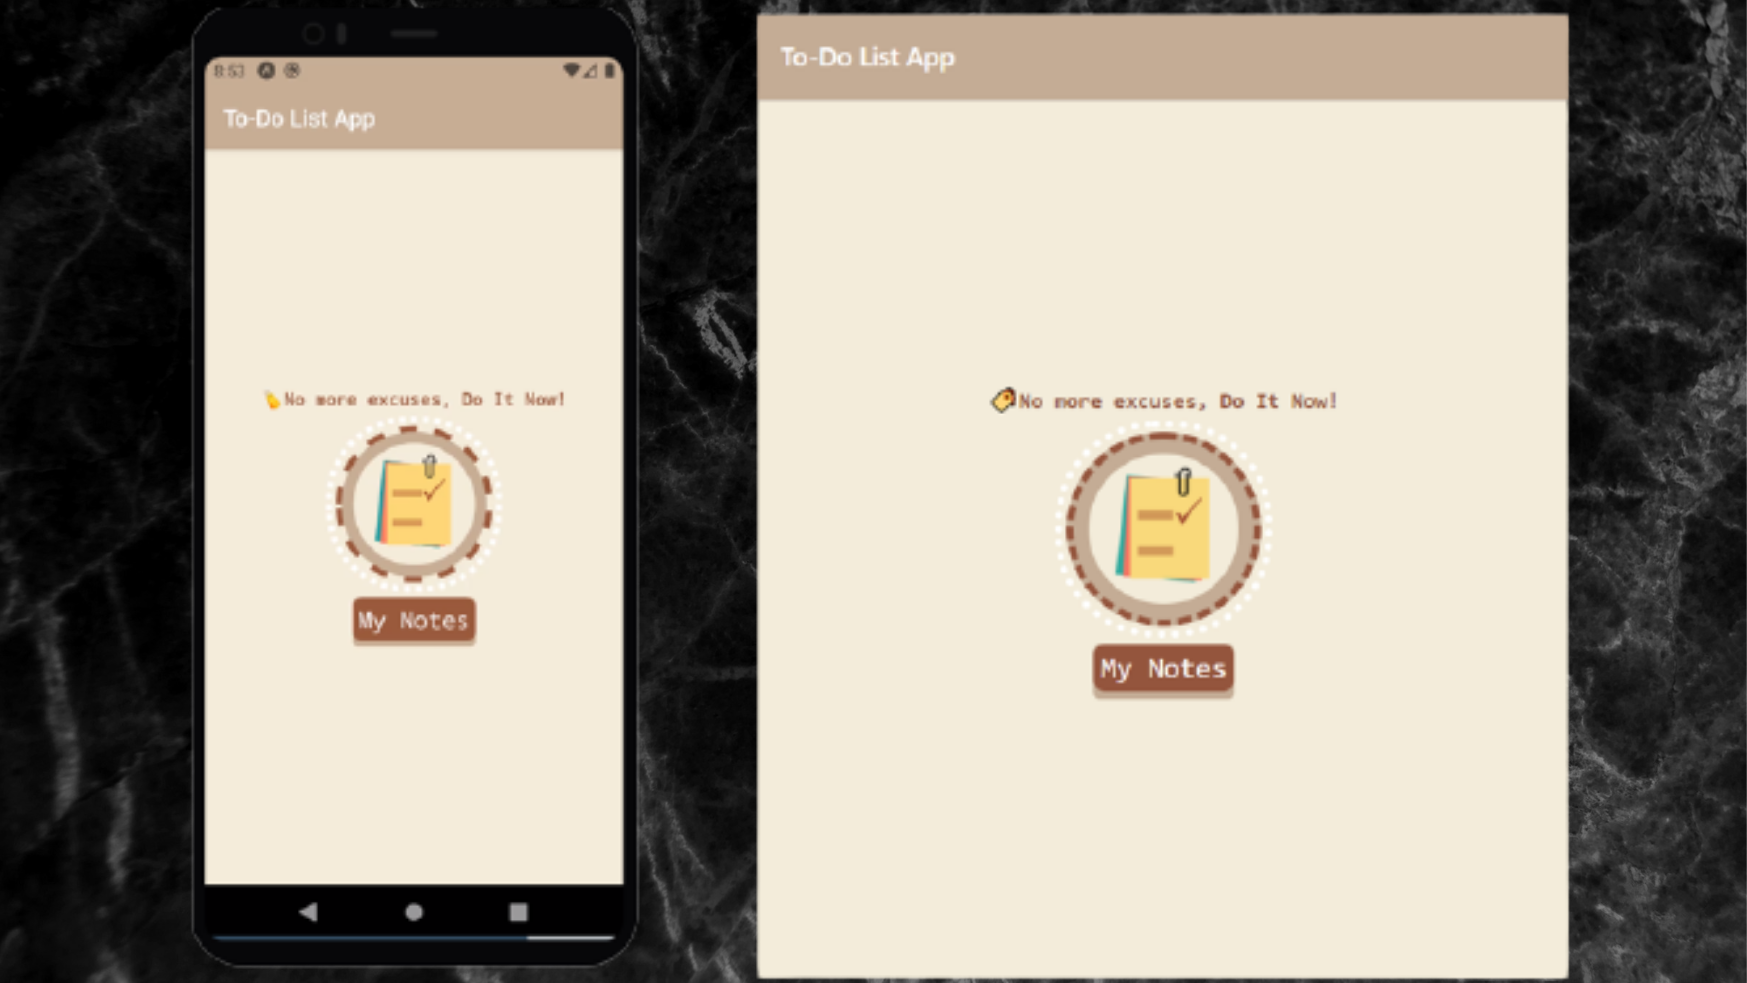 8:53
To-Do List App
No more excuses, Do It Now!
My Notes
To-Do List App
No more excuses, Do It Now!
My Notes